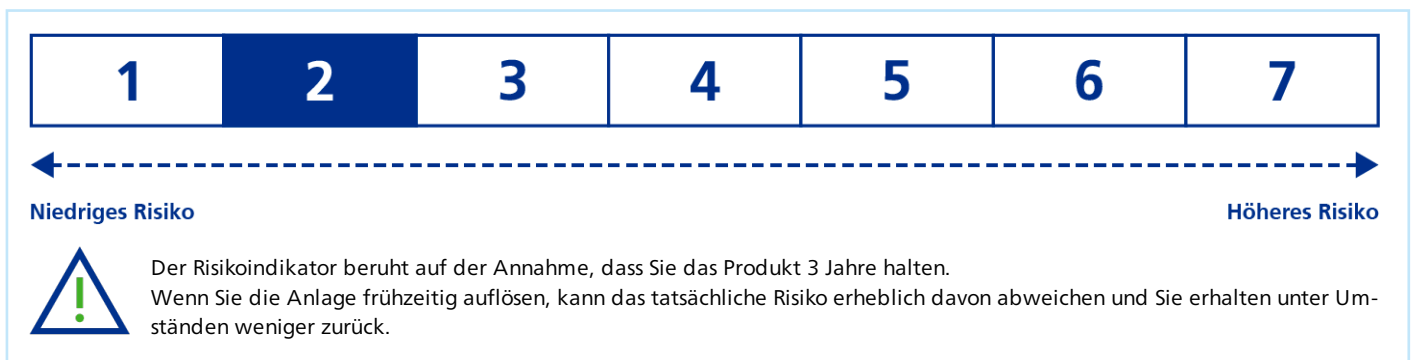 1 2 3 4 5 6 7
Niedriges Risiko Höheres Risiko
Der Risikoindikator beruht auf der Annahme, dass Sie das Produkt 3 Jahre halten.
Wenn Sie die Anlage frühzeitig auflösen, kann das tatsächliche Risiko erheblich davon abweichen und Sie erhalten unter Um-
ständen weniger zurück.